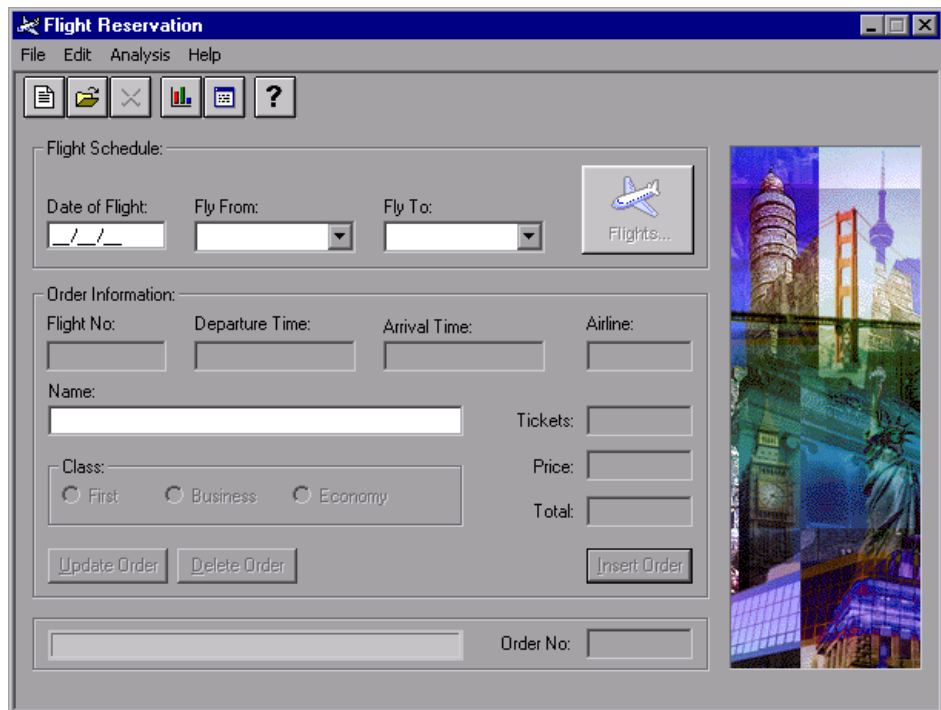 Flight Reservation
File Edit Analysis Help
?
Flight Schedule:
Date of Flight: Fly From: Fly To:
__/__/__
Flights...
Order Information:
Flight No: Departure Time: Arrival Time: Airline:
Name:
Tickets:
Class:
Price:
First Business Economy
Total:
Update Order Delete Order Insert Order
Order No: